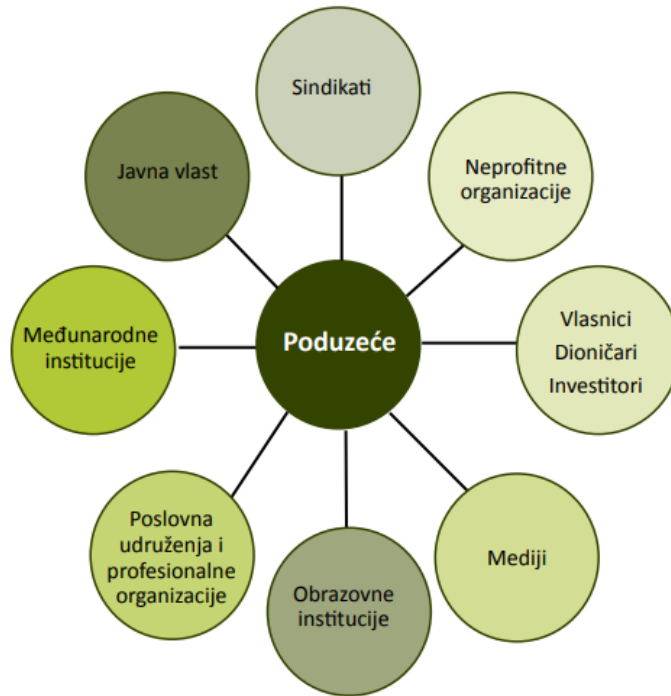 Sindikati
Javna vlast
Neprofitne
organizacije
Međunarodne
institucije
Poduzeće
Vlasnici
Dioničari
Investitori
Poslovna
udruženja i
profesionalne
organizacije
Obrazovne
institucije
Mediji